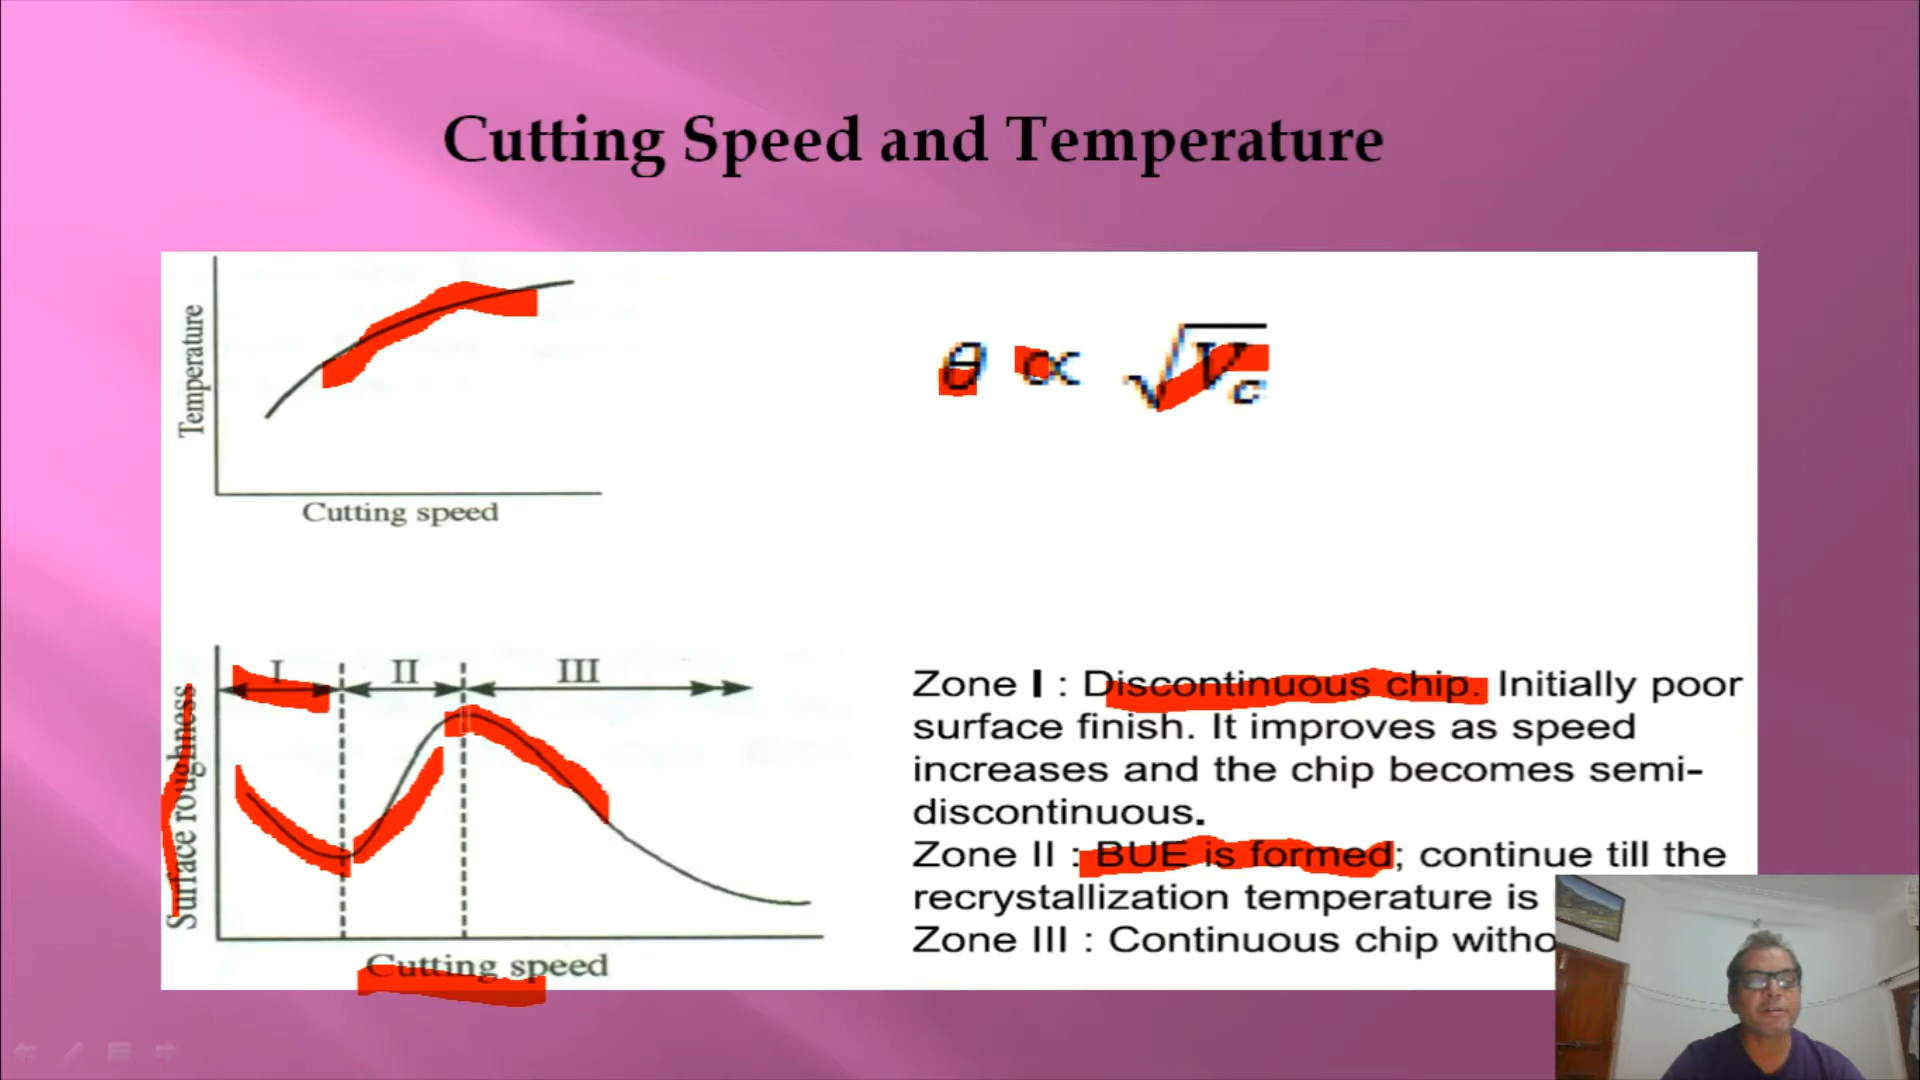 Cutting Speed and Temperature
Temperature
Cutting speed
θ ∝ √Vc
Surface roughness
I II III
Cutting speed
Zone I : Discontinuous chip. Initially poor
surface finish. It improves as speed
increases and the chip becomes semi-
discontinuous.
Zone II : BUE is formed; continue till the
recrystallization temperature is
Zone III : Continuous chip